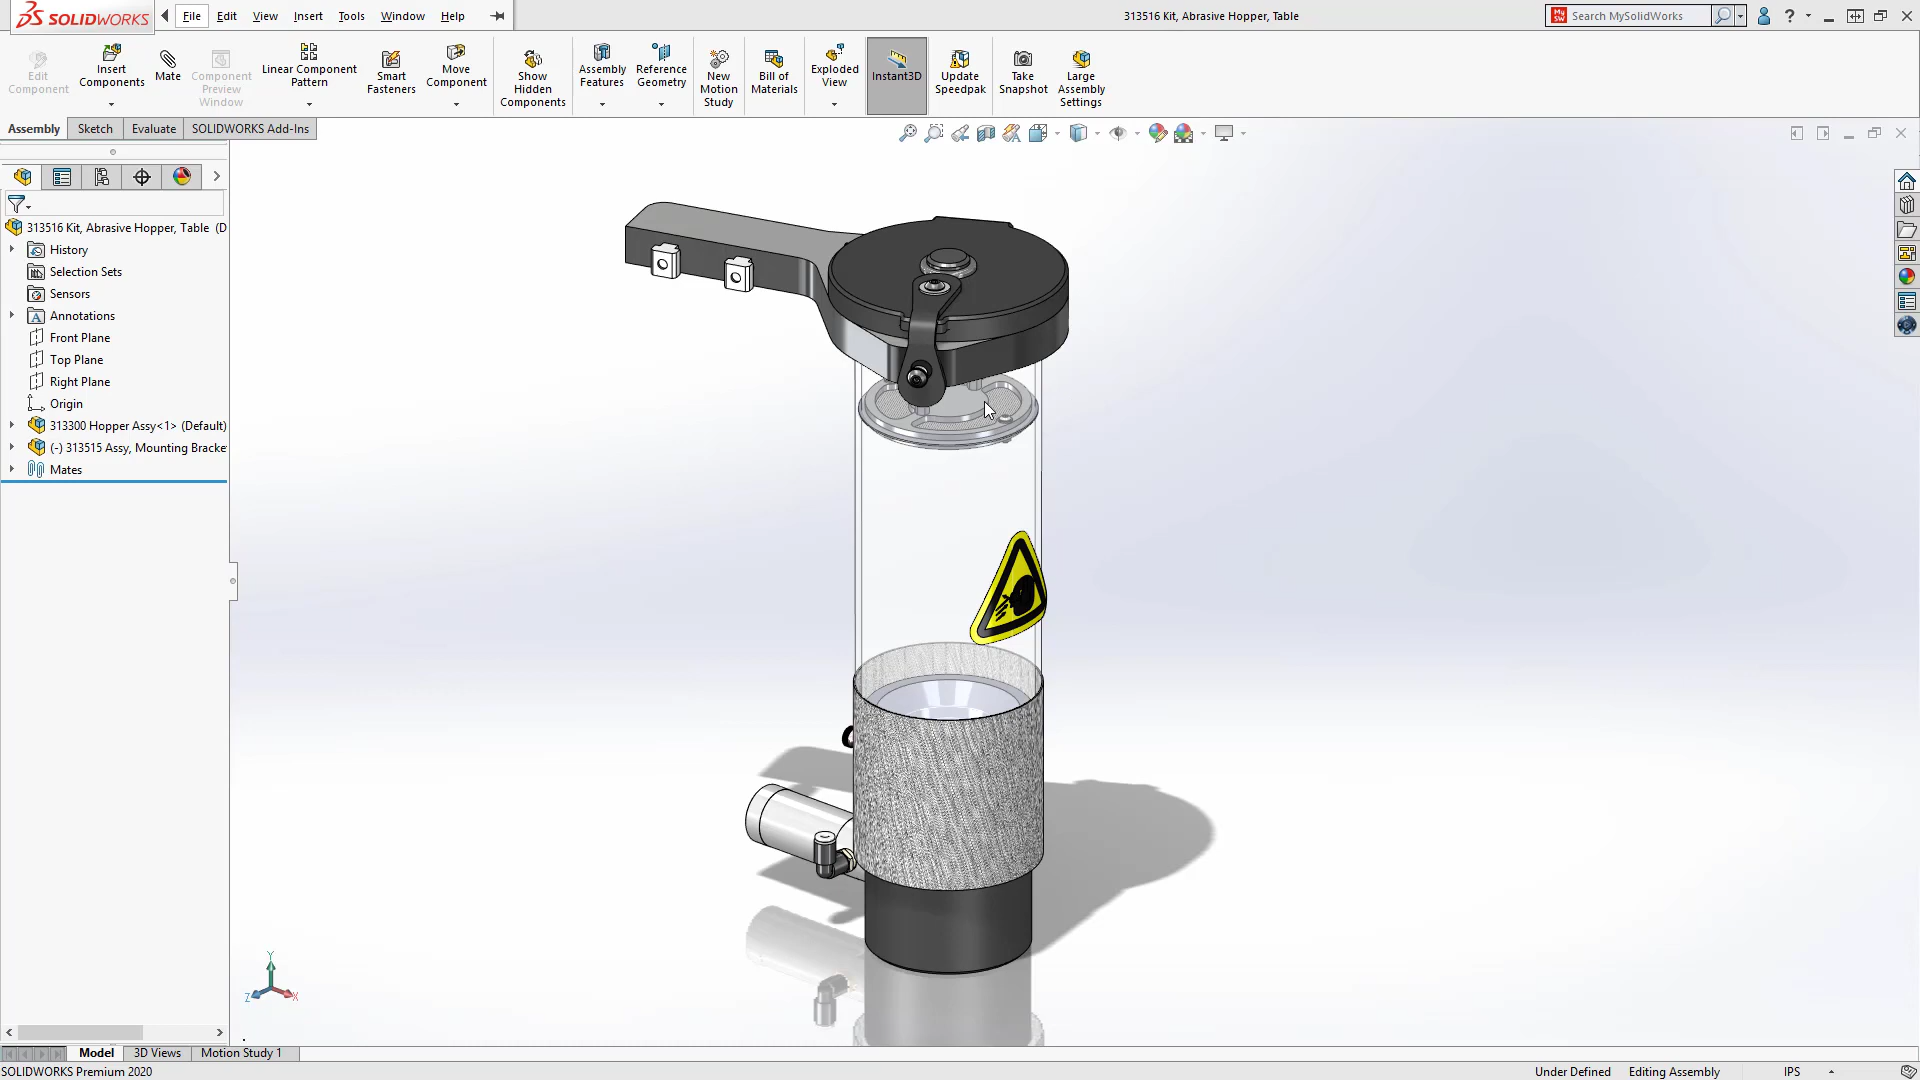 SOLIDWORKS File Edit View Insert Tools Window Help
313516 Kit, Abrasive Hopper, Table
Search MySolidWorks
Edit Component
Insert Components
Mate
Component Preview Window
Linear Component Pattern
Smart Fasteners
Move Component
Show Hidden Components
Assembly Features
Reference Geometry
New Motion Study
Bill of Materials
Exploded View
Instant3D
Update Speedpak
Take Snapshot
Large Assembly Settings
Assembly Sketch Evaluate SOLIDWORKS Add-Ins
313516 Kit, Abrasive Hopper, Table (D
History
Selection Sets
Sensors
Annotations
Front Plane
Top Plane
Right Plane
Origin
313300 Hopper Assy<1> (Default)
(-) 313515 Assy, Mounting Bracke
Mates
Y
Z X
Model 3D Views Motion Study 1
SOLIDWORKS Premium 2020
Under Defined Editing Assembly IPS